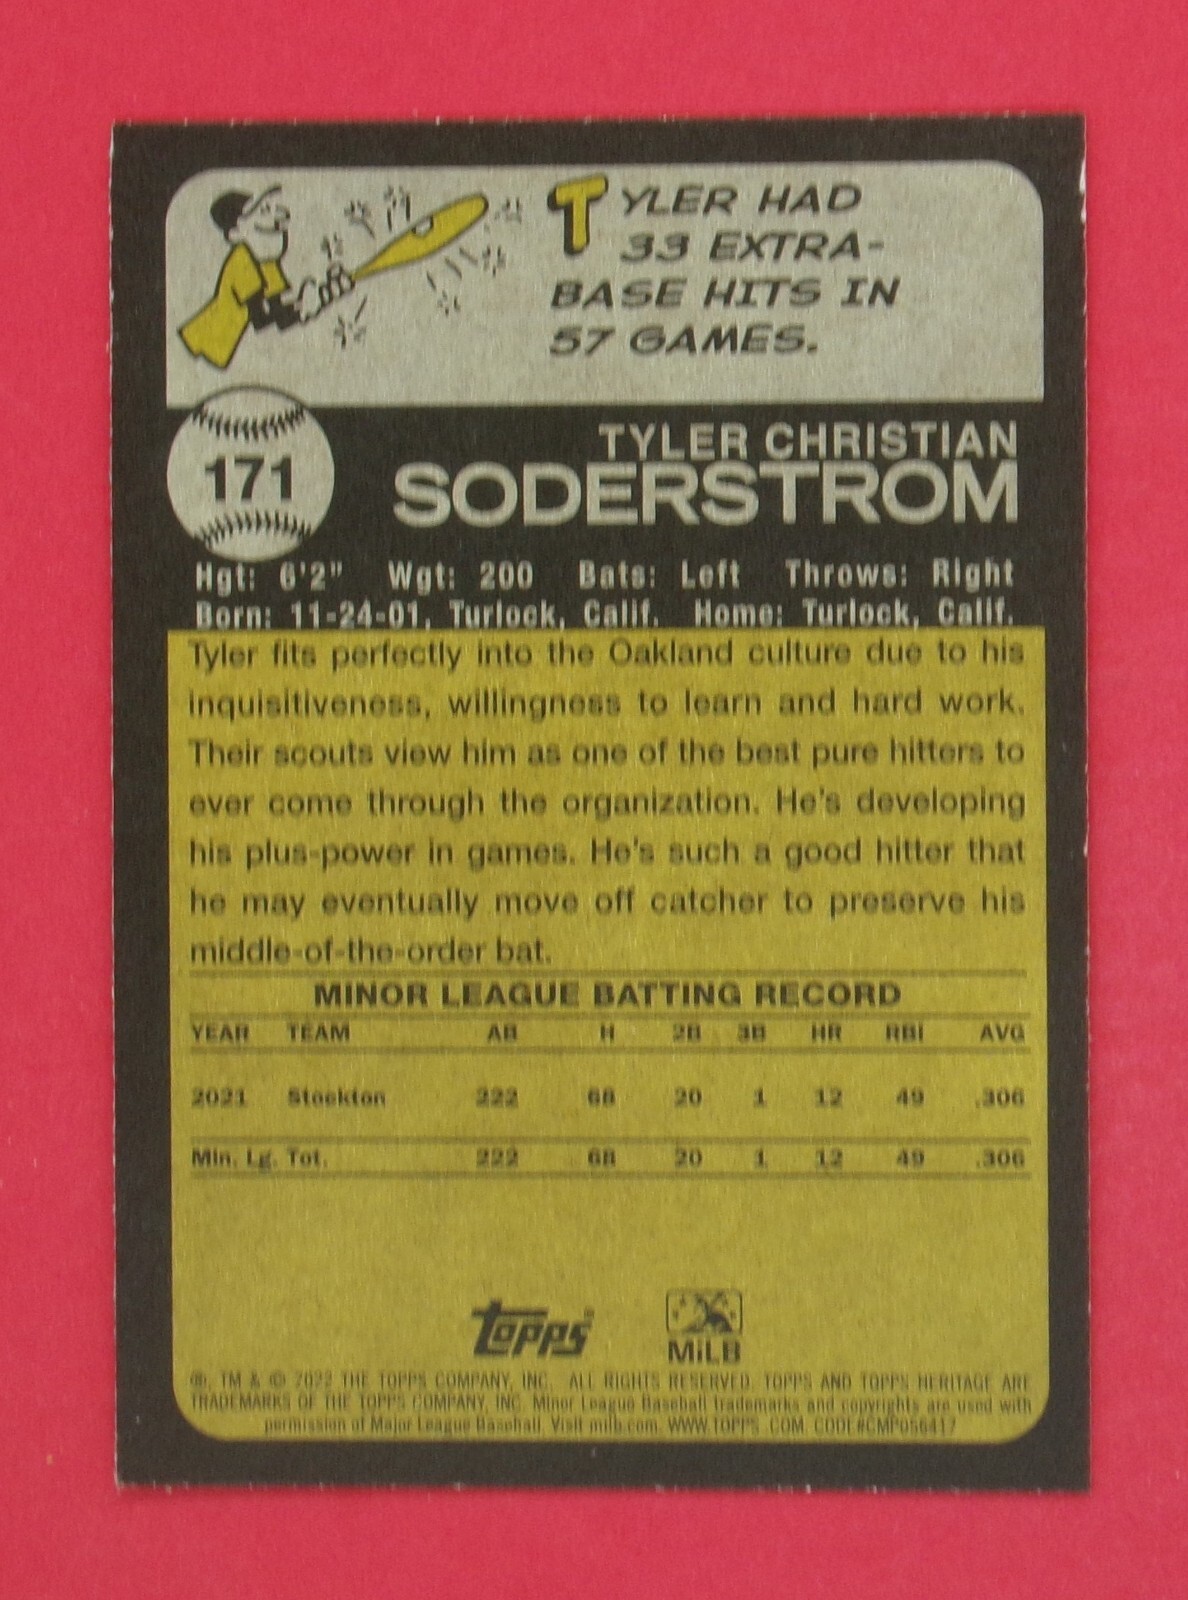 TYLER HAD
33 EXTRA-
BASE HITS IN
57 GAMES.
171
TYLER CHRISTIAN
SODERSTROM
Hgt: 6'2" Wgt: 200 Bats: Left Throws: Right
Born: 11-24-01, Turlock, Calif. Home: Turlock, Calif.
Tyler fits perfectly into the Oakland culture due to his
inquisitiveness, willingness to learn and hard work.
Their scouts view him as one of the best pure hitters to
ever come through the organization. He's developing
his plus-power in games. He's such a good hitter that
he may eventually move off catcher to preserve his
middle-of-the-order bat.
MINOR LEAGUE BATTING RECORD
YEAR TEAM AB H 2B 3B HR RBI AVG
2021 Stockton 222 68 20 1 12 49 .306
Min. Lg. Tot. 222 68 20 1 12 49 .306
topps™ MiLB
®, TM & © 2022 THE TOPPS COMPANY, INC. ALL RIGHTS RESERVED. TOPPS AND TOPPS HERITAGE ARE
TRADEMARKS OF THE TOPPS COMPANY, INC. Minor League Baseball trademarks and copyrights are used with
permission of Major League Baseball. Visit milb.com. WWW.TOPPS.COM CODE#CMP056417